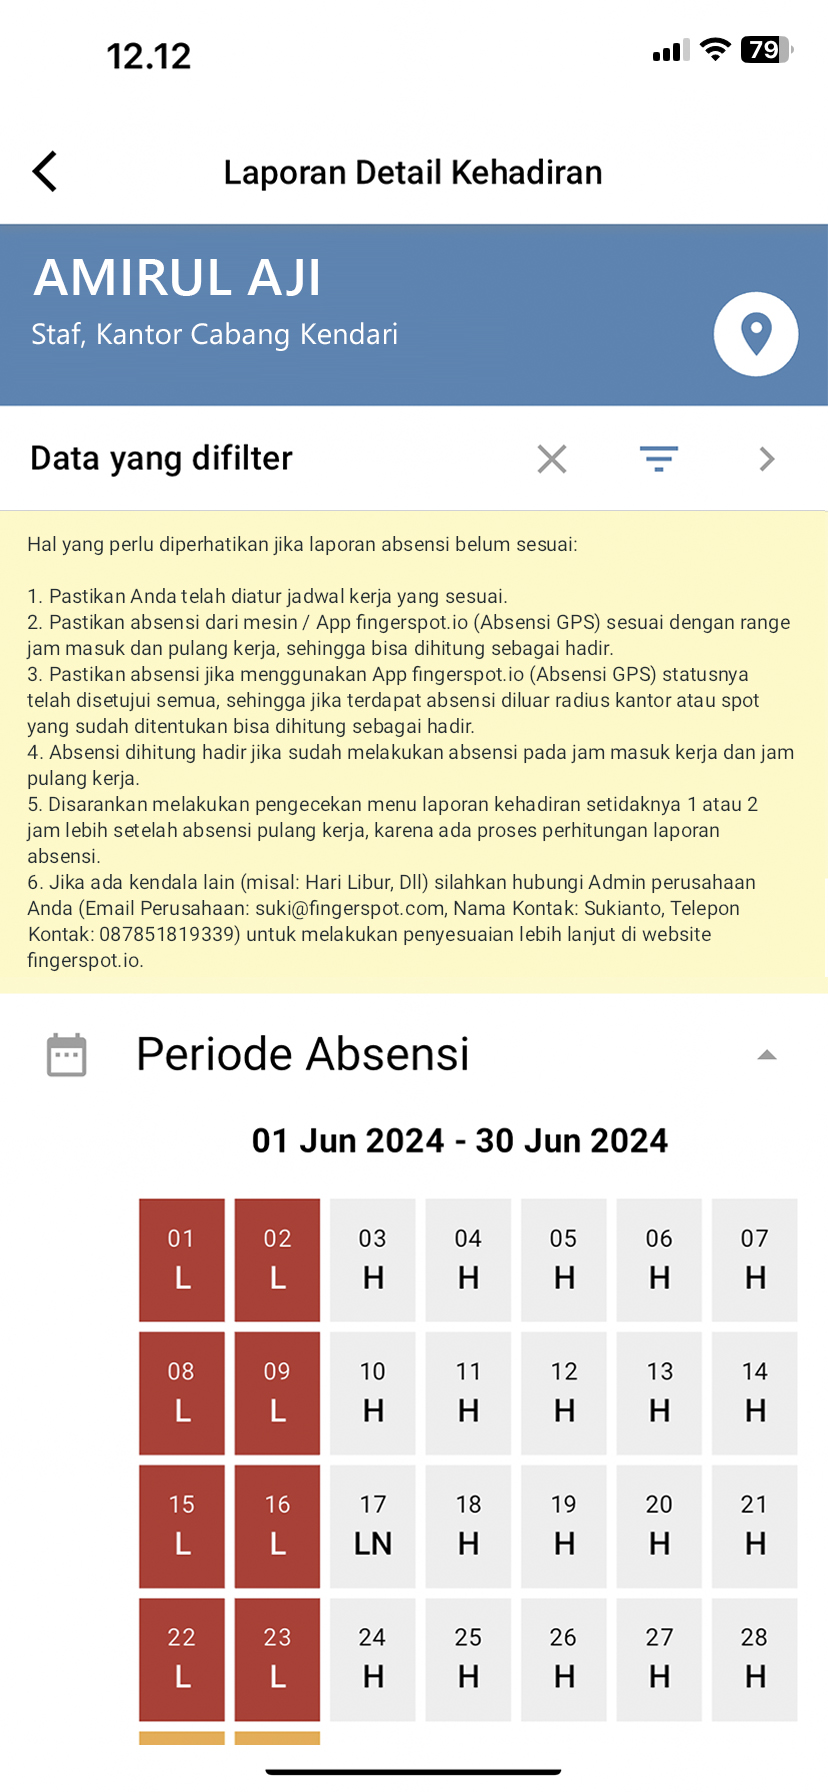 12.12
79
Laporan Detail Kehadiran
AMIRUL AJI
Staf, Kantor Cabang Kendari
Data yang difilter
Hal yang perlu diperhatikan jika laporan absensi belum sesuai:
1. Pastikan Anda telah diatur jadwal kerja yang sesuai.
2. Pastikan absensi dari mesin / App fingerspot.io (Absensi GPS) sesuai dengan range
jam masuk dan pulang kerja, sehingga bisa dihitung sebagai hadir.
3. Pastikan absensi jika menggunakan App fingerspot.io (Absensi GPS) statusnya
telah disetujui semua, sehingga jika terdapat absensi diluar radius kantor atau spot
yang sudah ditentukan bisa dihitung sebagai hadir.
4. Absensi dihitung hadir jika sudah melakukan absensi pada jam masuk kerja dan jam
pulang kerja.
5. Disarankan melakukan pengecekan menu laporan kehadiran setidaknya 1 atau 2
jam lebih setelah absensi pulang kerja, karena ada proses perhitungan laporan
absensi.
6. Jika ada kendala lain (misal: Hari Libur, Dll) silahkan hubungi Admin perusahaan
Anda (Email Perusahaan: suki@fingerspot.com, Nama Kontak: Sukianto, Telepon
Kontak: 087851819339) untuk melakukan penyesuaian lebih lanjut di website
fingerspot.io.
Periode Absensi
01 Jun 2024 - 30 Jun 2024
01 02 03 04 05 06 07
L L H H H H H
08 09 10 11 12 13 14
L L H H H H H
15 16 17 18 19 20 21
L L LN H H H H
22 23 24 25 26 27 28
L L H H H H H